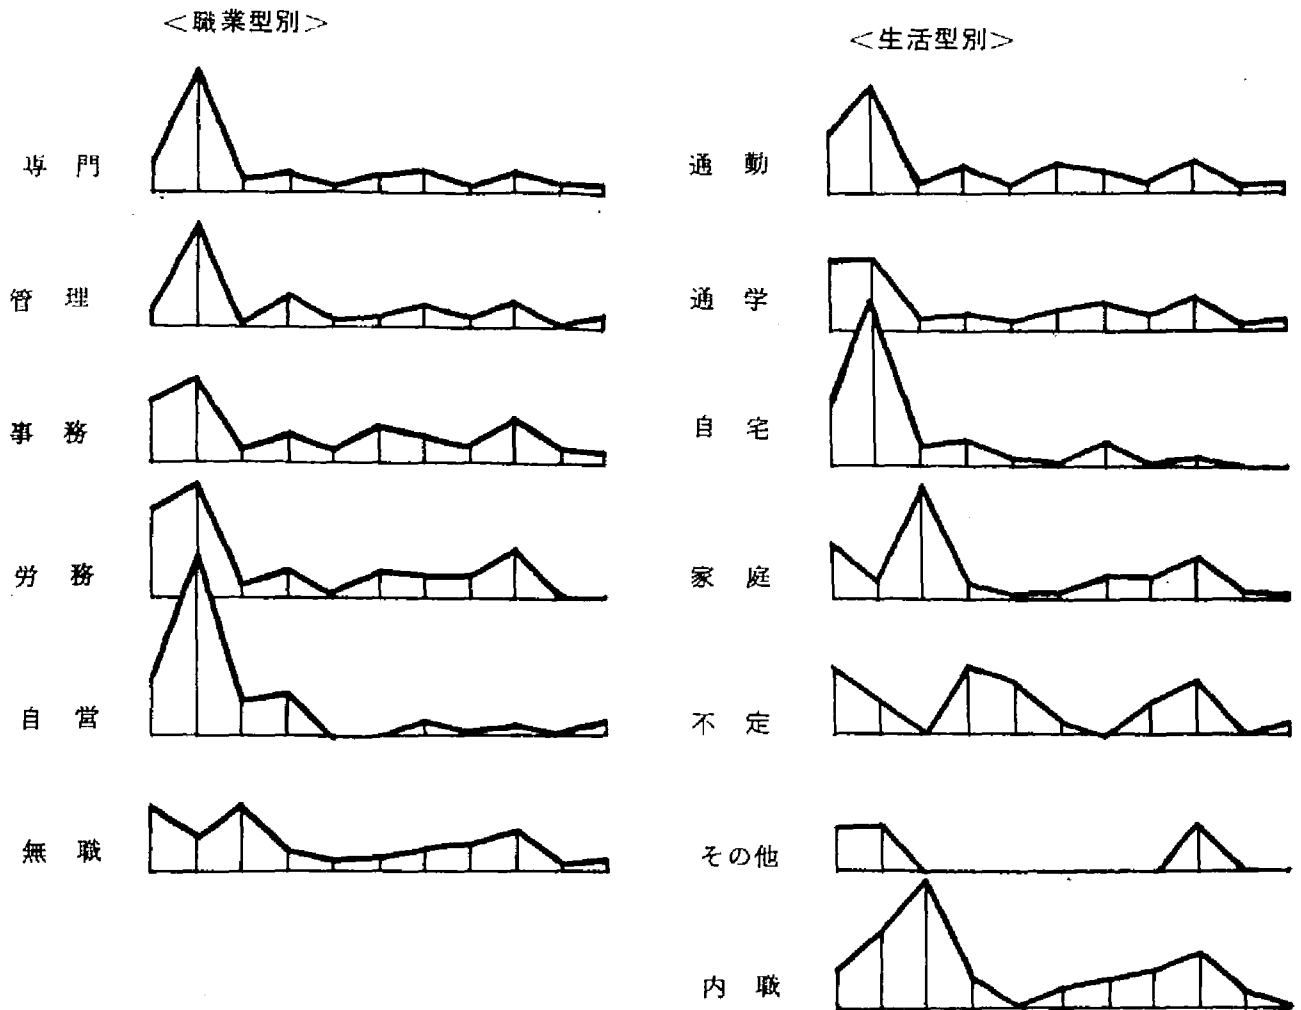 ＜職業型別＞
専門
管理
事務
労務
自営
無職
＜生活型別＞
通勤
通学
自宅
家庭
不定
その他
内職